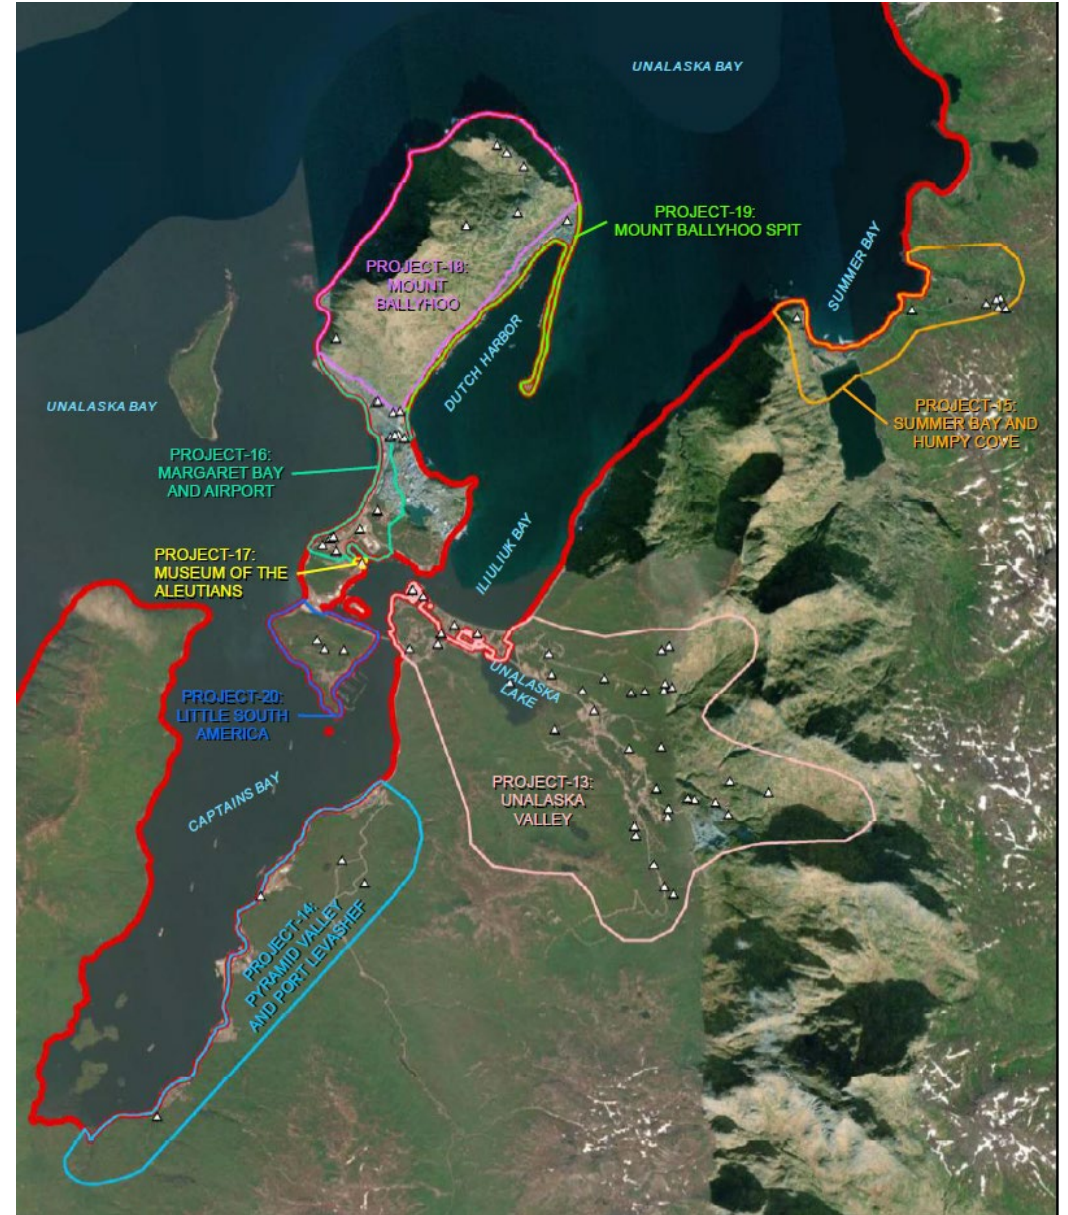 UNALASKA BAY
PROJECT-19:
MOUNT BALLYHOO SPIT
SUMMER BAY
PROJECT-18:
MOUNT
BALLYHOO
DUTCH HARBOR
UNALASKA BAY
PROJECT-15:
SUMMER BAY AND
HUMPY COVE
PROJECT-16:
MARGARET BAY
AND AIRPORT
ILIULIUK BAY
PROJECT-17:
MUSEUM OF THE
ALEUTIANS
UNALASKA
LAKE
PROJECT-20:
LITTLE SOUTH
AMERICA
CAPTAINS BAY
PROJECT-13:
UNALASKA
VALLEY
PROJECT-14:
PYRAMID VALLEY
AND PORT LEVASHEF